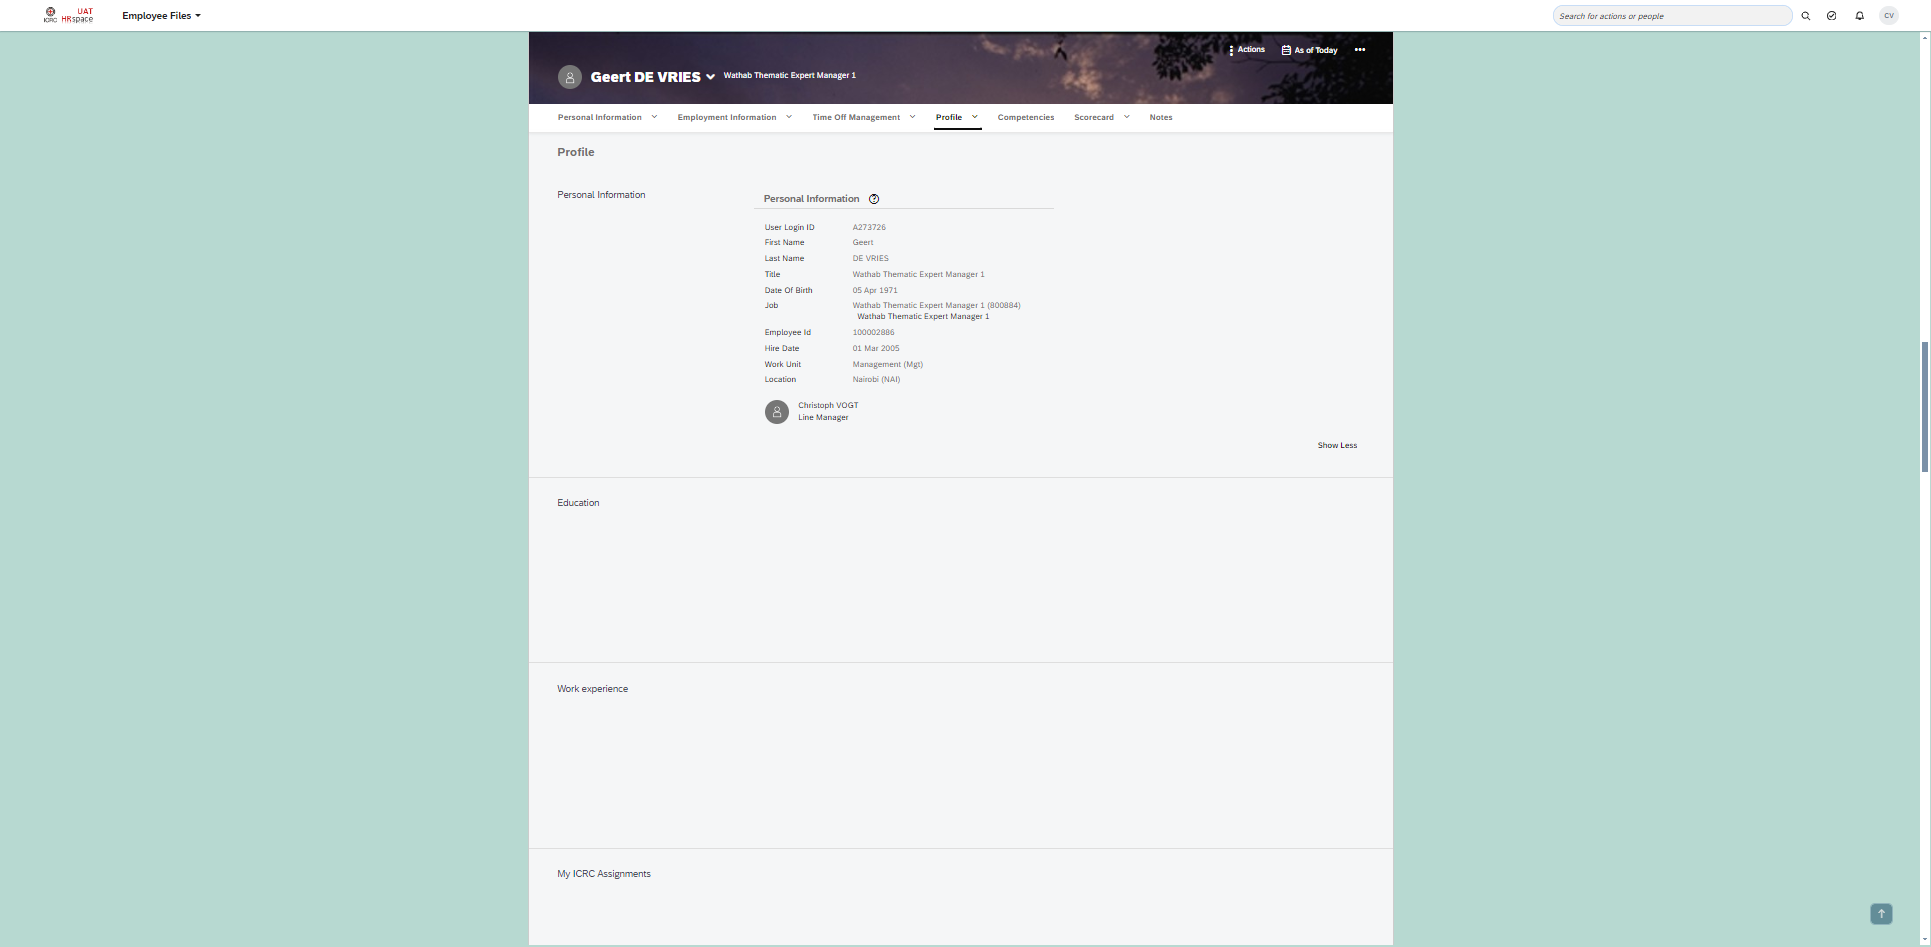 ICRC UAT HRspace Employee Files Search for actions or people CV
Actions As of Today
Geert DE VRIES Wathab Thematic Expert Manager 1
Personal Information Employment Information Time Off Management Profile Competencies Scorecard Notes
Profile
Personal Information
Personal Information
User Login ID A273726
First Name Geert
Last Name DE VRIES
Title Wathab Thematic Expert Manager 1
Date Of Birth 05 Apr 1971
Job Wathab Thematic Expert Manager 1 (800884)
Wathab Thematic Expert Manager 1
Employee Id 100002886
Hire Date 01 Mar 2005
Work Unit Management (Mgt)
Location Nairobi (NAI)
Christoph VOGT
Line Manager
Show Less
Education
Work experience
My ICRC Assignments